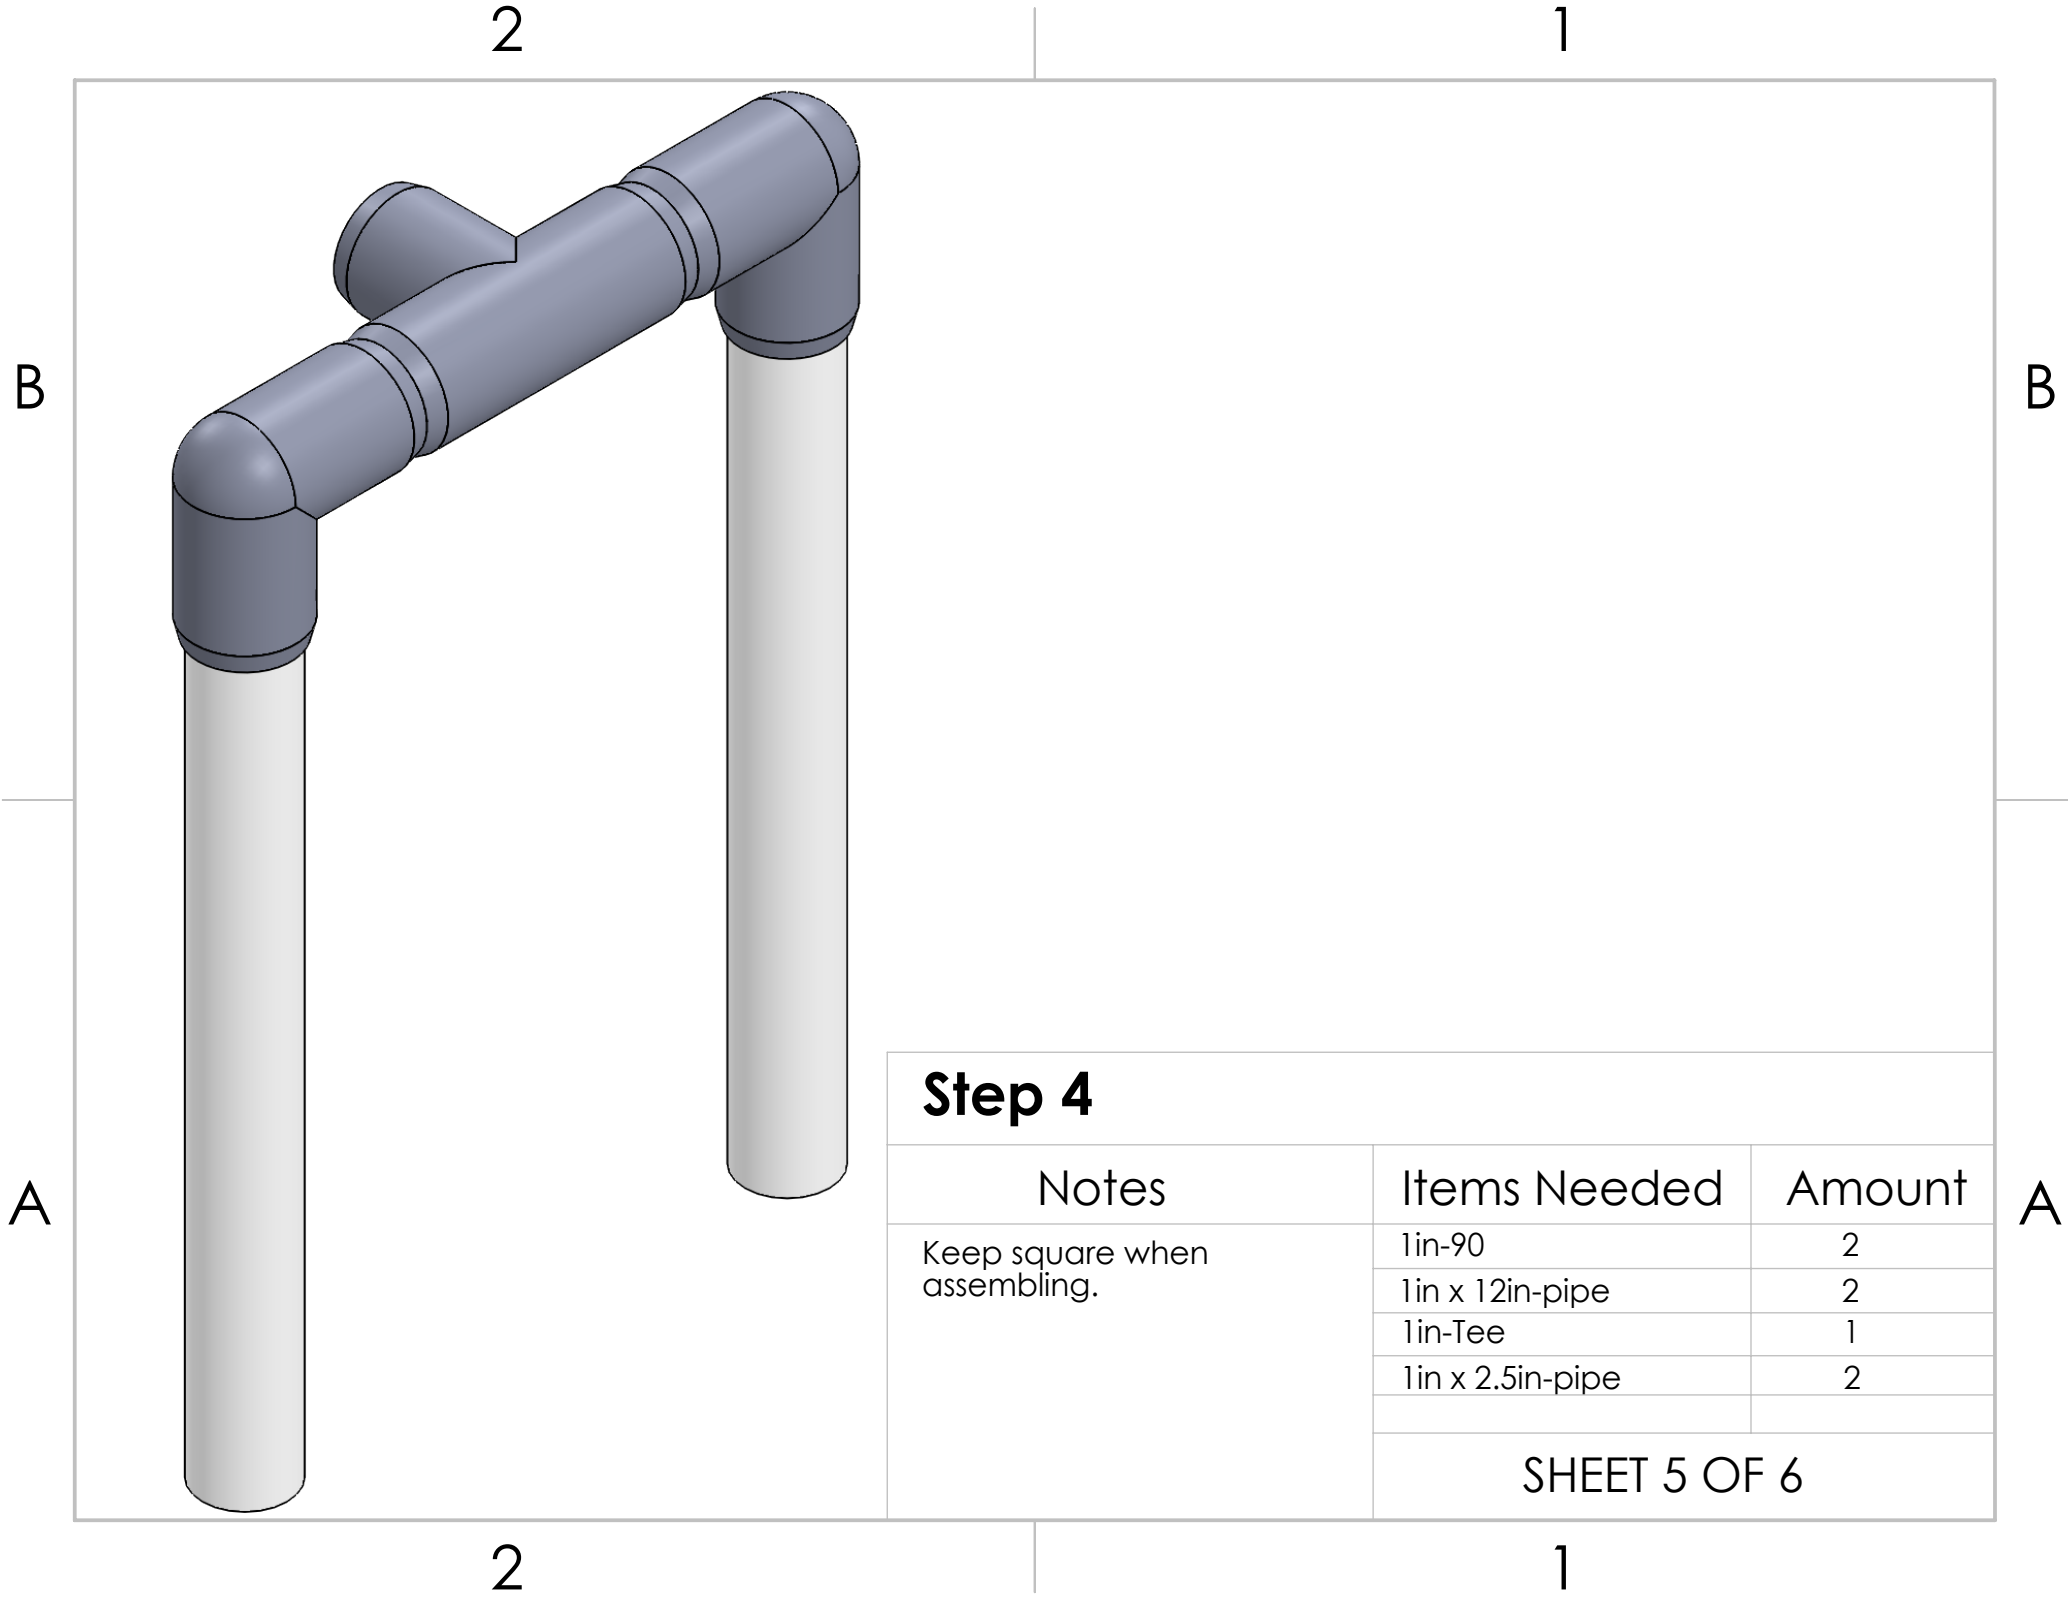 2 1
B B
Step 4
Notes Items Needed Amount
Keep square when
assembling.
1in-90 2
1in x 12in-pipe 2
1in-Tee 1
1in x 2.5in-pipe 2
A A
SHEET 5 OF 6
2 1